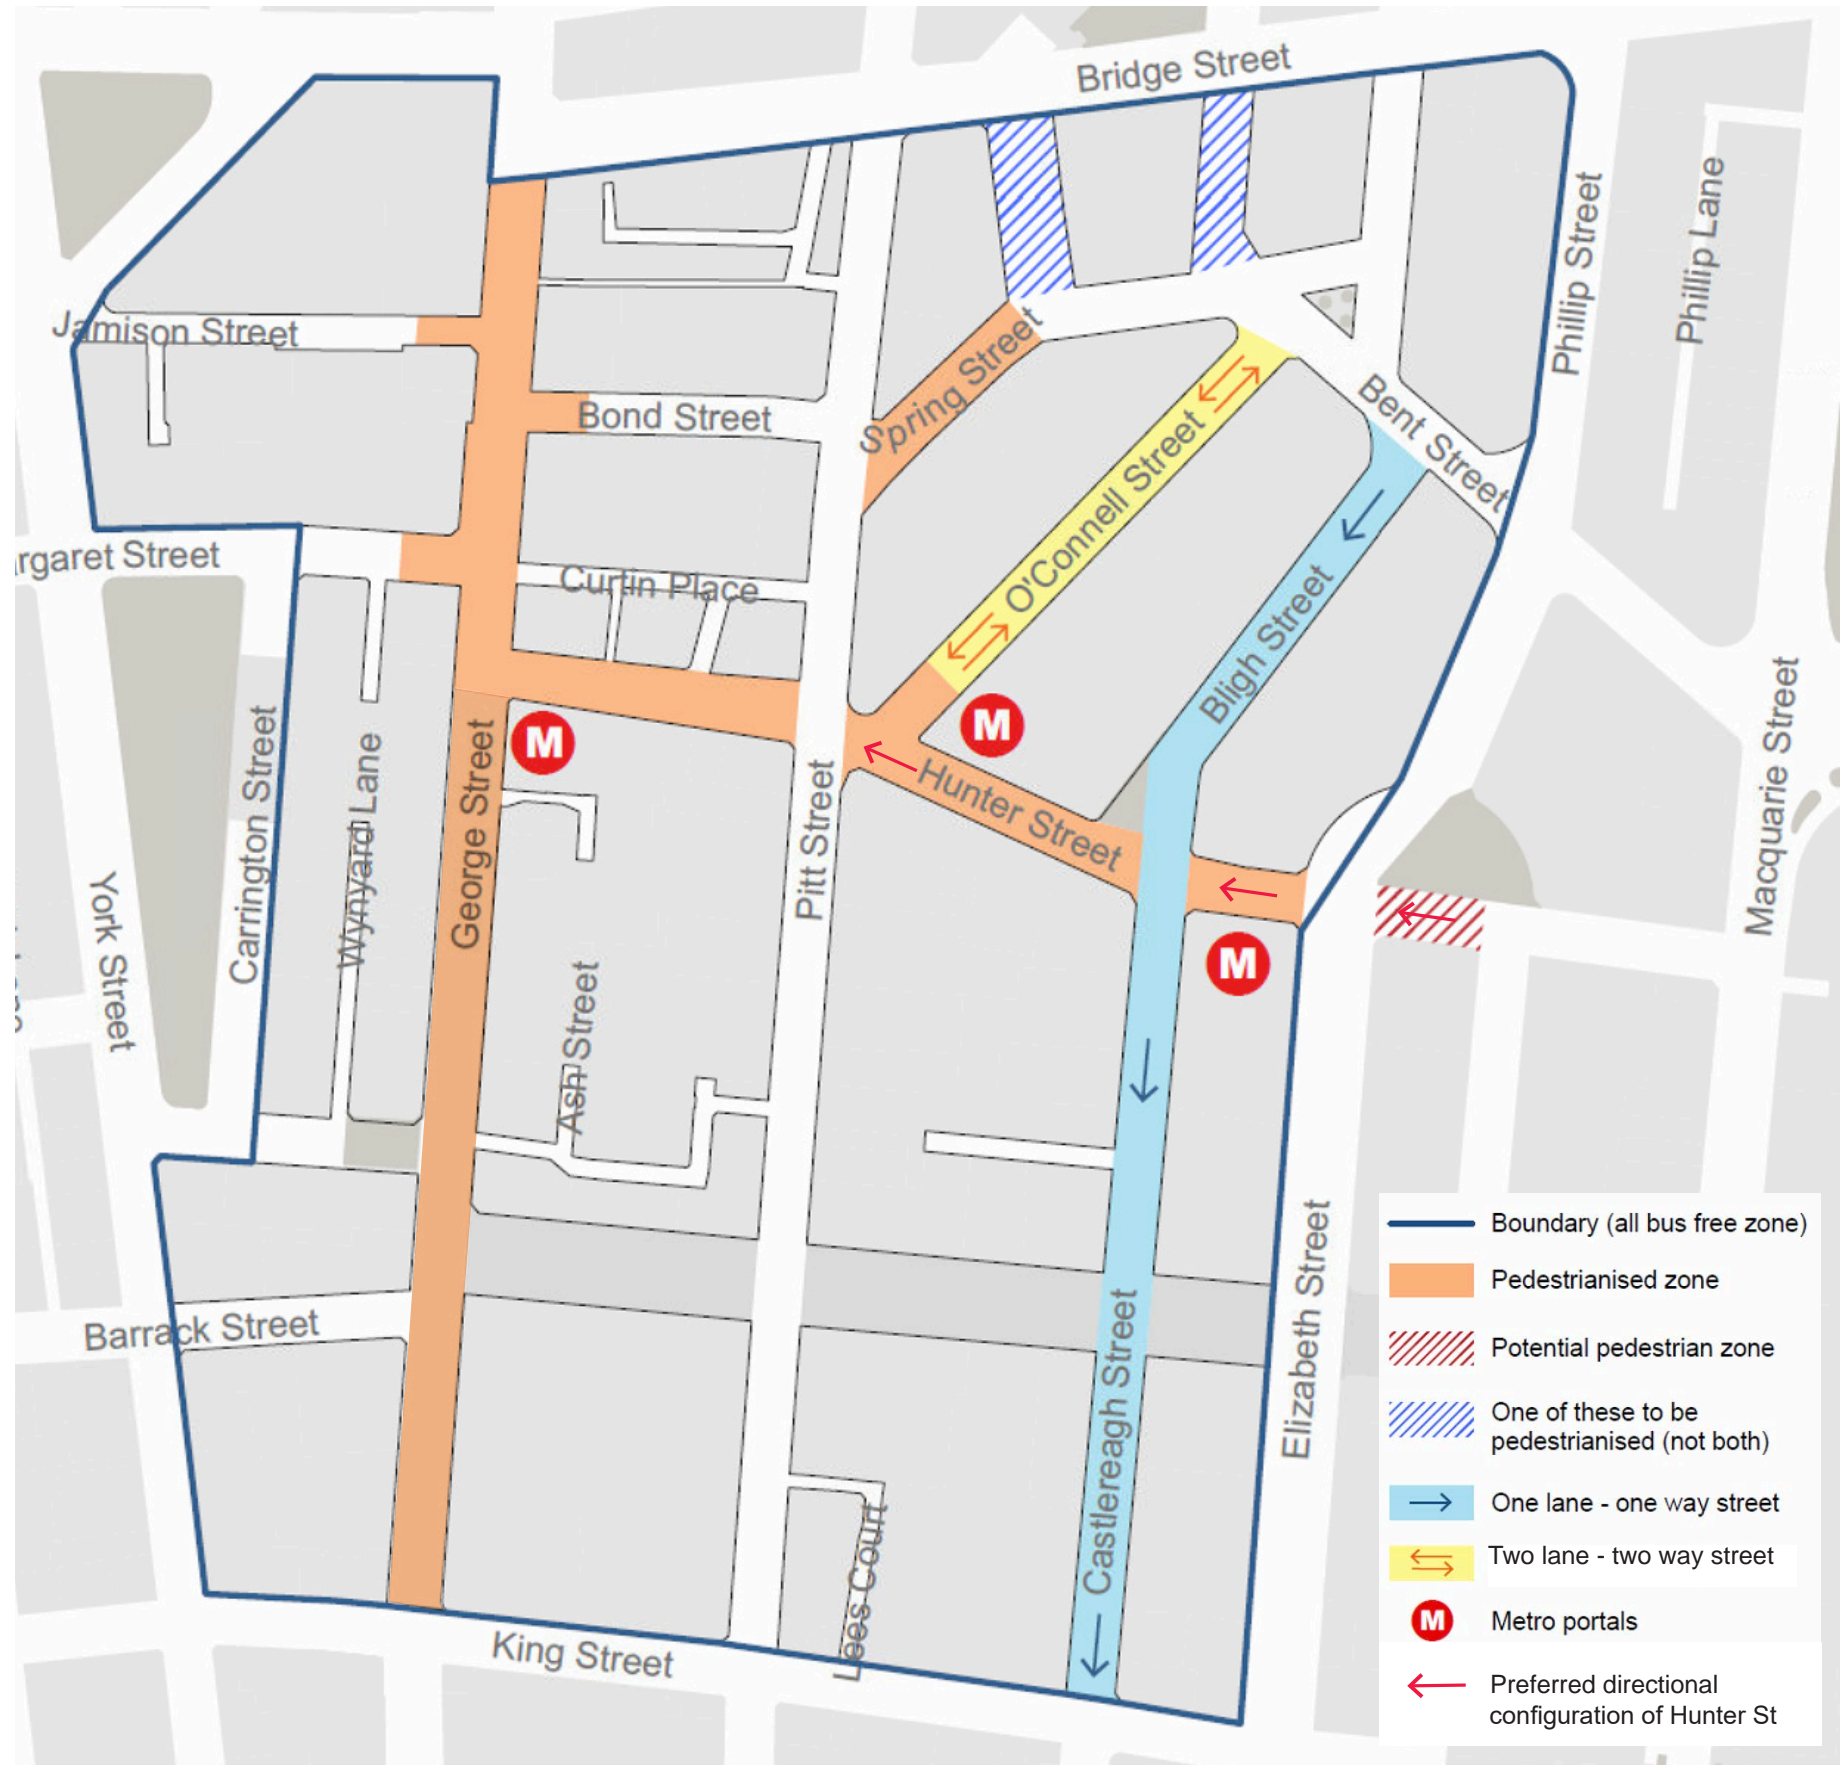 Bridge Street
Phillip Street
Phillip Lane
Jamison Street
Bond Street
Spring Street
Bent Street
O'Connell Street
rgaret Street
Curtin Place
Bligh Street
Macquarie Street
Carrington Street
Wynyard Lane
George Street
M
M
Hunter Street
Pitt Street
York Street
M
Ash Street
Barrack Street
Castlereagh Street
Elizabeth Street
Lees Court
King Street
Boundary (all bus free zone)
Pedestrianised zone
Potential pedestrian zone
One of these to be
pedestrianised (not both)
One lane - one way street
Two lane - two way street
M
Metro portals
Preferred directional
configuration of Hunter St